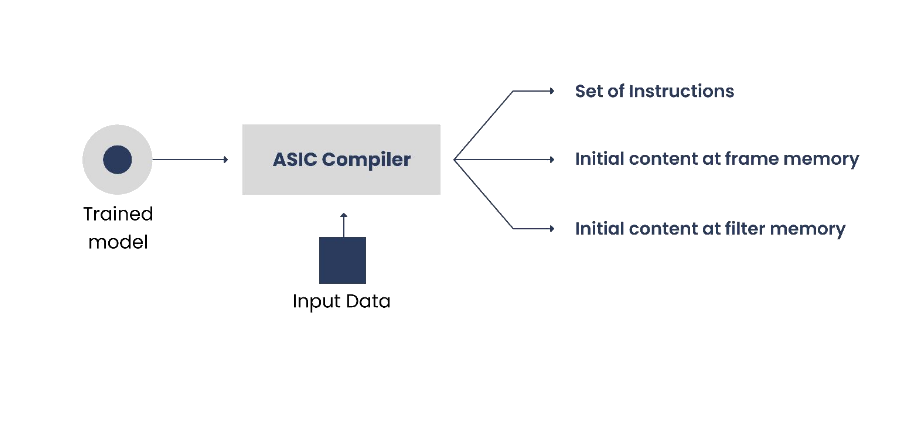 Trained
model
ASIC Compiler
Input Data
Set of Instructions
Initial content at frame memory
Initial content at filter memory